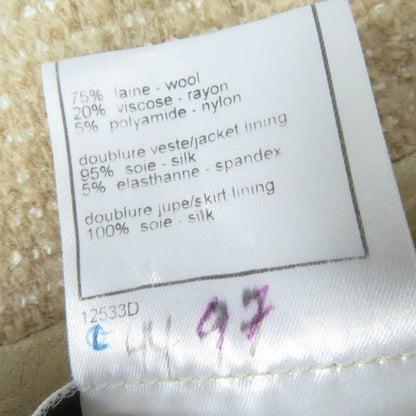 75% laine - wool
20% viscose - rayon
5% polyamide - nylon
doublure veste/jacket lining
95% soie - silk
5% elasthanne - spandex
doublure jupe/skirt lining
100% soie - silk
12533D
C 44 97